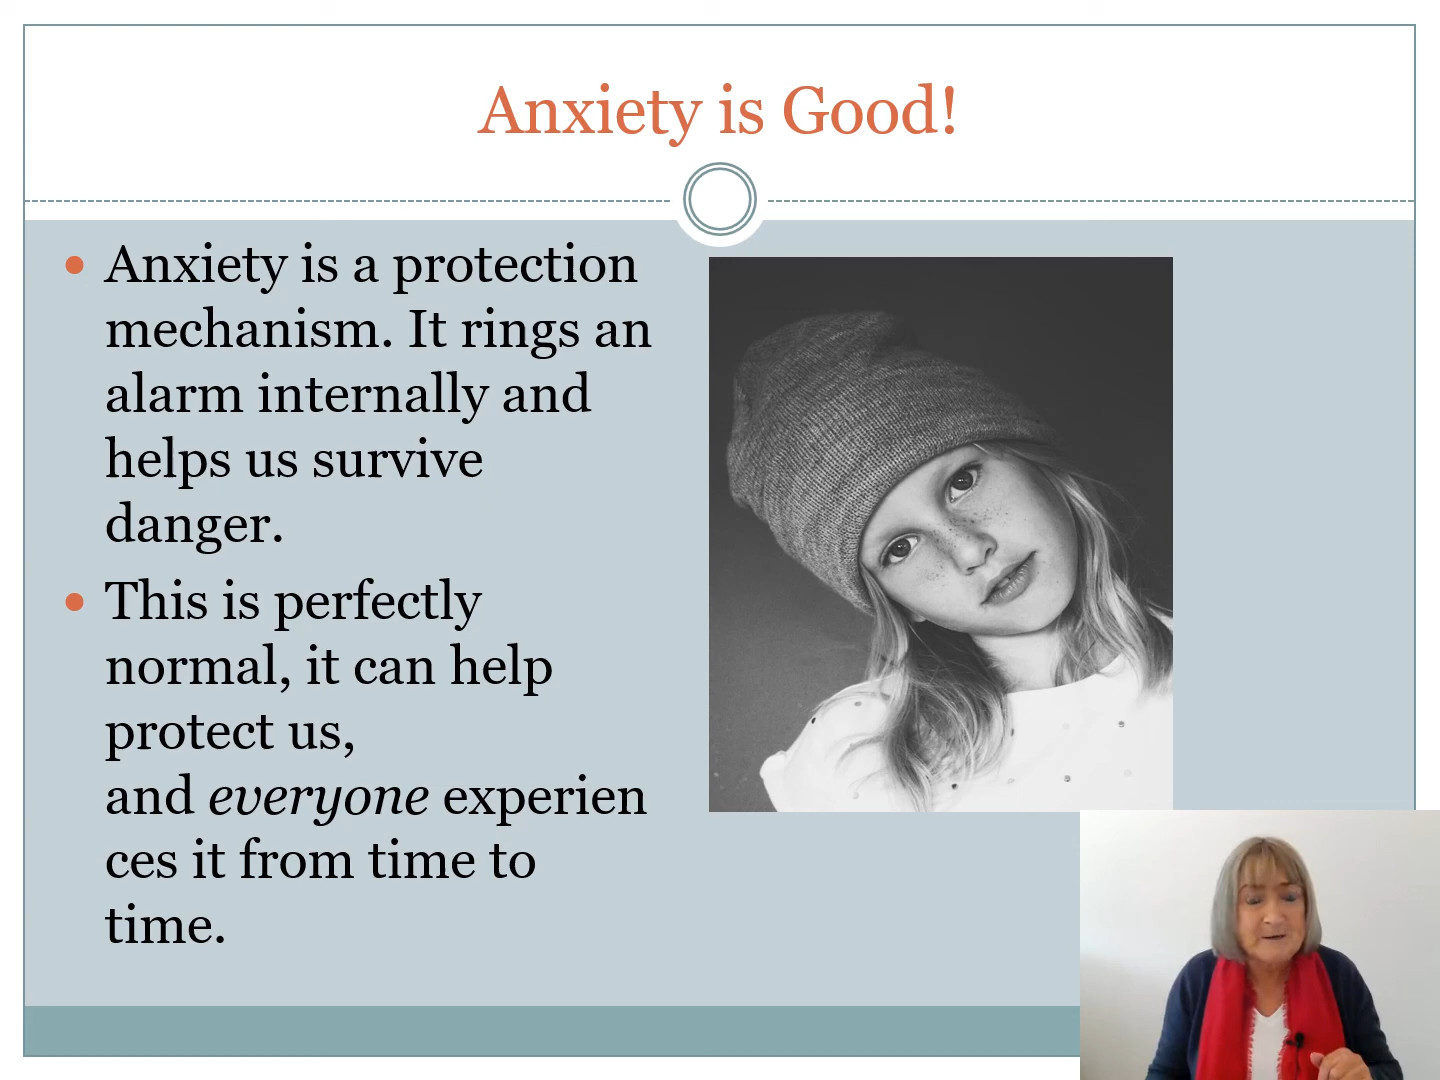 Anxiety is Good!
Anxiety is a protection
mechanism. It rings an
alarm internally and
helps us survive
danger.
This is perfectly
normal, it can help
protect us,
and everyone experien
ces it from time to
time.